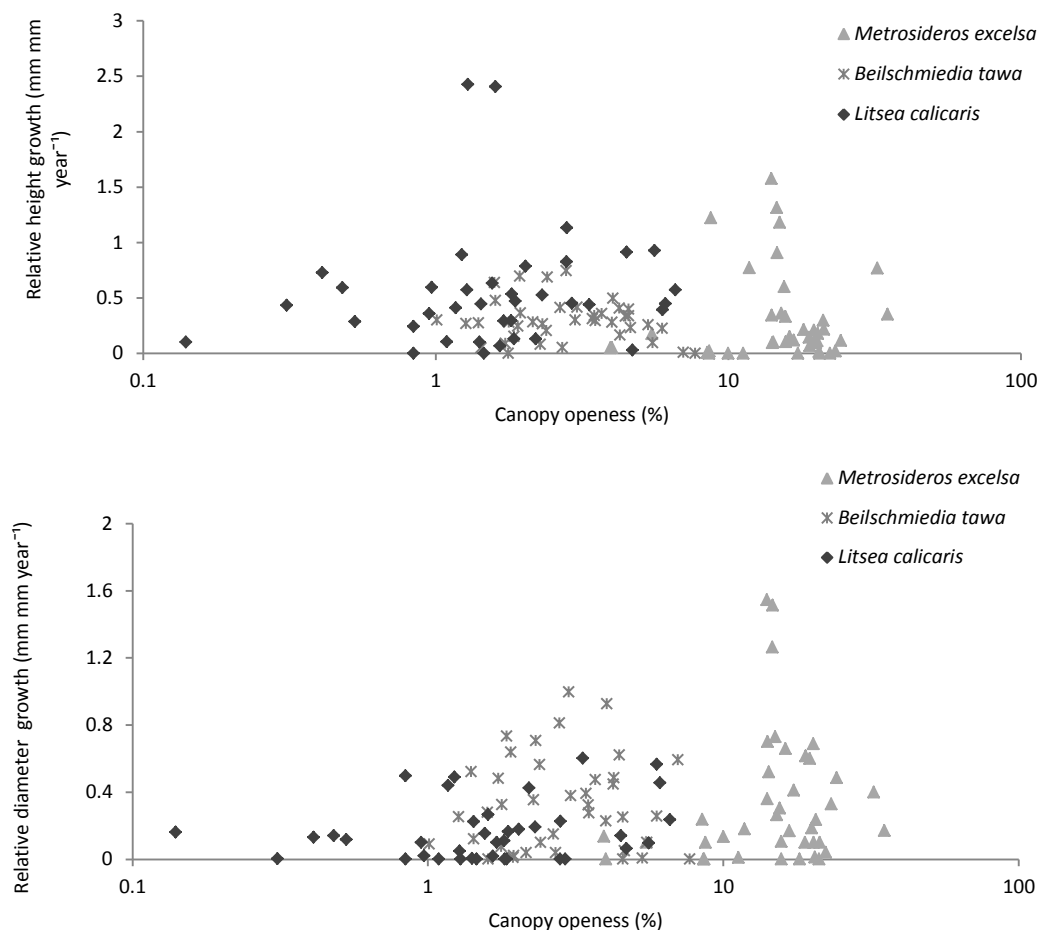 3
2.5
2
1.5
1
0.5
0
Relative height growth (mm mm
year⁻¹)
Metrosideros excelsa
Beilschmiedia tawa
Litsea calicaris
0.1 1 10 100
Canopy openess (%)
2
1.6
1.2
0.8
0.4
0
Relative diameter growth (mm mm year⁻¹)
Metrosideros excelsa
Beilschmiedia tawa
Litsea calicaris
0.1 1 10 100
Canopy openess (%)